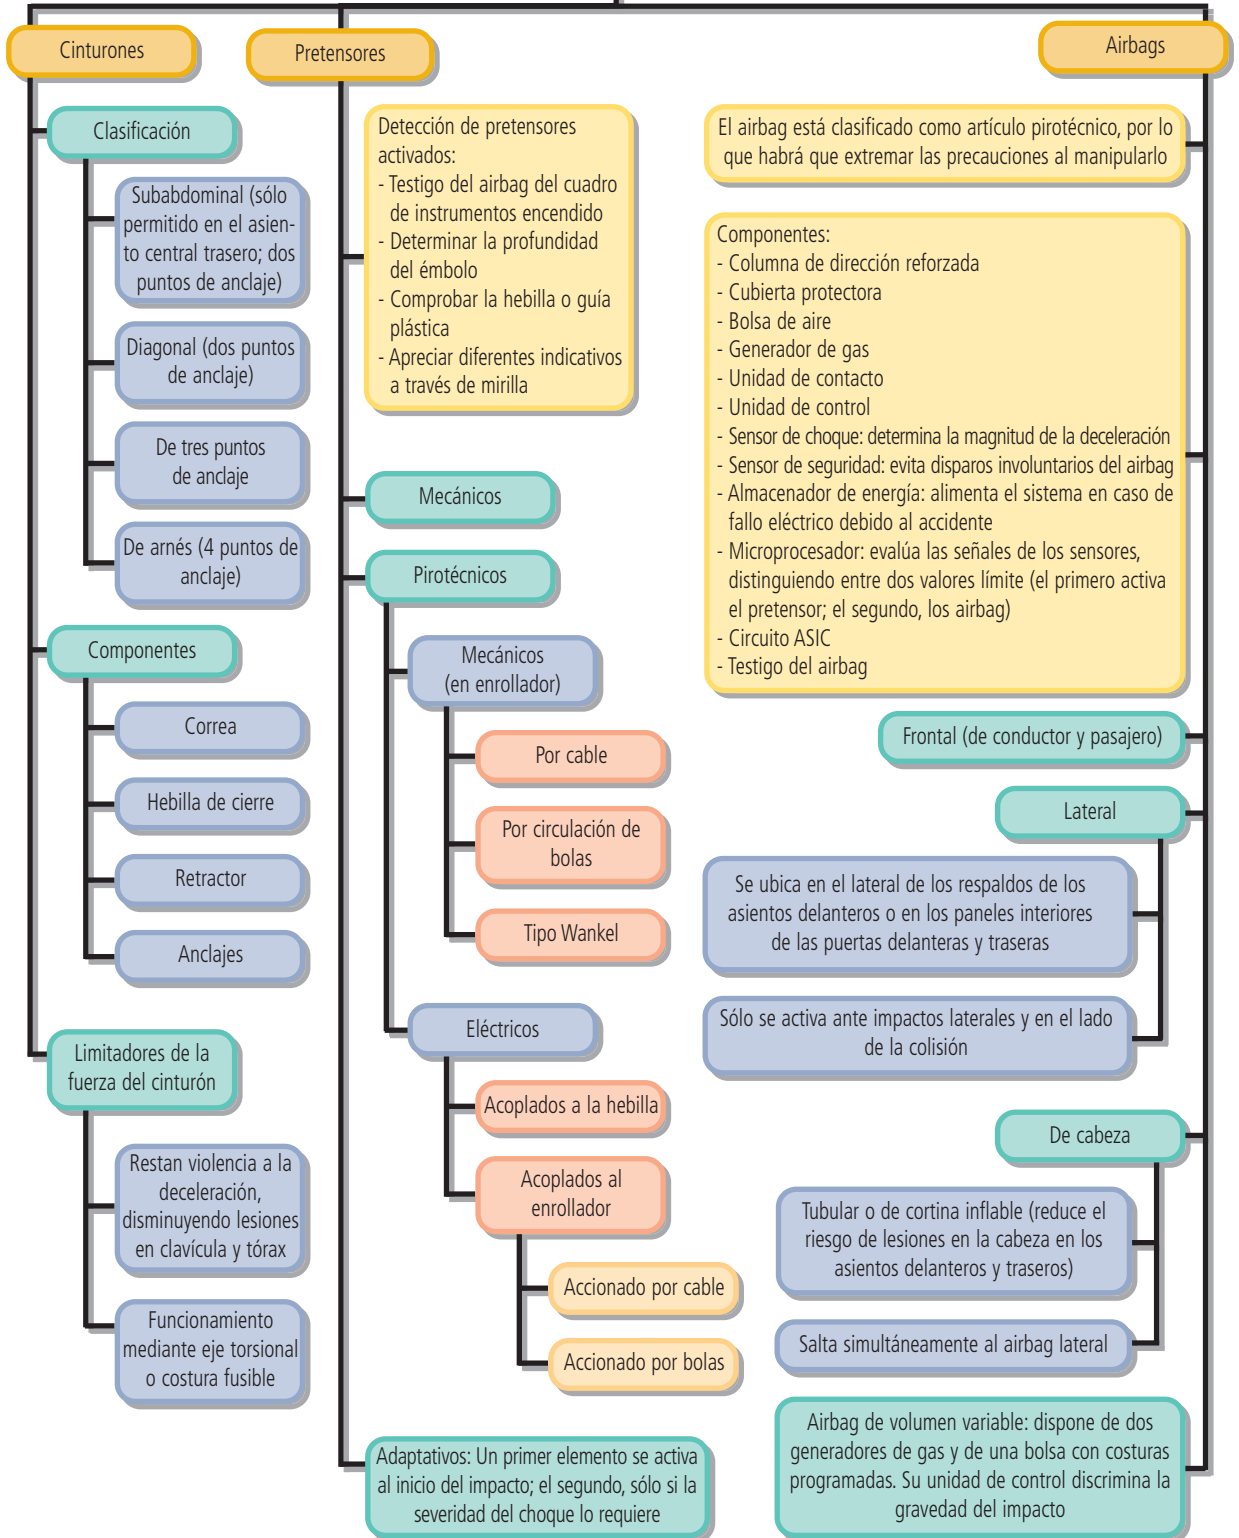 Cinturones
Clasificación
Subabdominal (sólo
permitido en el asien-
to central trasero; dos
puntos de anclaje)
Diagonal (dos puntos
de anclaje)
De tres puntos
de anclaje
De arnés (4 puntos de
anclaje)
Componentes
Correa
Hebilla de cierre
Retractor
Anclajes
Limitadores de la
fuerza del cinturón
Restan violencia a la
deceleración,
disminuyendo lesiones
en clavícula y tórax
Funcionamiento
mediante eje torsional
o costura fusible
Pretensores
Detección de pretensores
activados:
- Testigo del airbag del cuadro
de instrumentos encendido
- Determinar la profundidad
del émbolo
- Comprobar la hebilla o guía
plástica
- Apreciar diferentes indicativos
a través de mirilla
Mecánicos
Pirotécnicos
Mecánicos
(en enrollador)
Por cable
Por circulación de
bolas
Tipo Wankel
Eléctricos
Acoplados a la hebilla
Acoplados al
enrollador
Accionado por cable
Accionado por bolas
Adaptativos: Un primer elemento se activa
al inicio del impacto; el segundo, sólo si la
severidad del choque lo requiere
Airbags
El airbag está clasificado como artículo pirotécnico, por lo
que habrá que extremar las precauciones al manipularlo
Componentes:
- Columna de dirección reforzada
- Cubierta protectora
- Bolsa de aire
- Generador de gas
- Unidad de contacto
- Unidad de control
- Sensor de choque: determina la magnitud de la deceleración
- Sensor de seguridad: evita disparos involuntarios del airbag
- Almacenador de energía: alimenta el sistema en caso de
fallo eléctrico debido al accidente
- Microprocesador: evalúa las señales de los sensores,
distinguiendo entre dos valores límite (el primero activa
el pretensor; el segundo, los airbag)
- Circuito ASIC
- Testigo del airbag
Frontal (de conductor y pasajero)
Lateral
Se ubica en el lateral de los respaldos de los
asientos delanteros o en los paneles interiores
de las puertas delanteras y traseras
Sólo se activa ante impactos laterales y en el lado
de la colisión
De cabeza
Tubular o de cortina inflable (reduce el
riesgo de lesiones en la cabeza en los
asientos delanteros y traseros)
Salta simultáneamente al airbag lateral
Airbag de volumen variable: dispone de dos
generadores de gas y de una bolsa con costuras
programadas. Su unidad de control discrimina la
gravedad del impacto